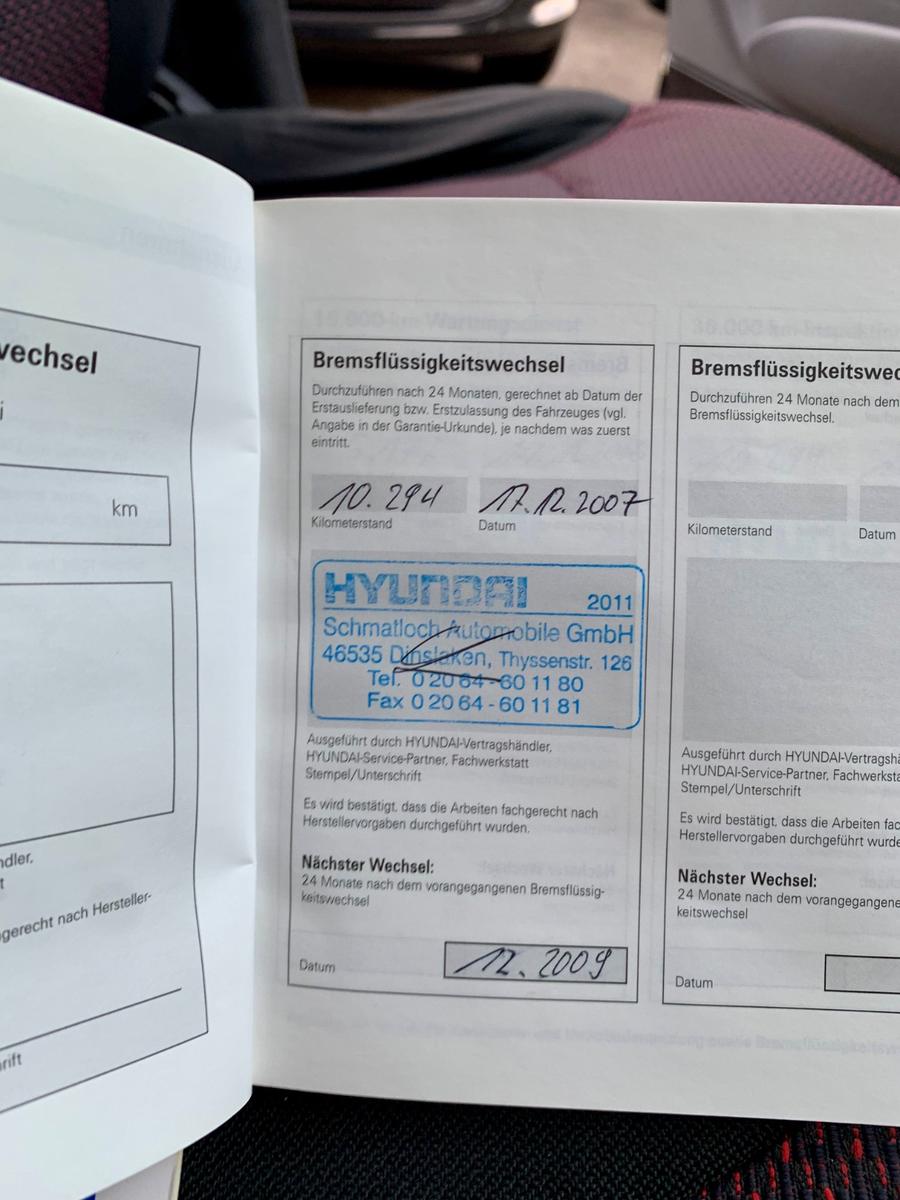 wechsel
km
ndler,
t
gerecht nach Hersteller-
rift
Bremsflüssigkeitswechsel
Durchzuführen nach 24 Monaten, gerechnet ab Datum der
Erstauslieferung bzw. Erstzulassung des Fahrzeuges (vgl.
Angabe in der Garantie-Urkunde), je nachdem was zuerst
eintritt.
10.294 17.12.2007
Kilometerstand Datum
HYUNDAI 2011
Schmatloch Automobile GmbH
46535 Dinslaken, Thyssenstr. 126
Tel. 0 20 64 - 60 11 80
Fax 0 20 64 - 60 11 81
Ausgeführt durch HYUNDAI-Vertragshändler,
HYUNDAI-Service-Partner, Fachwerkstatt
Stempel/Unterschrift
Es wird bestätigt, dass die Arbeiten fachgerecht nach
Herstellervorgaben durchgeführt wurden.
Nächster Wechsel:
24 Monate nach dem vorangegangenen Bremsflüssig-
keitswechsel
Datum 12.2009
Bremsflüssigkeitswec
Durchzuführen 24 Monate nach dem
Bremsflüssigkeitswechsel.
Kilometerstand Datum
Ausgeführt durch HYUNDAI-Vertragshä
HYUNDAI-Service-Partner, Fachwerksta
Stempel/Unterschrift
Es wird bestätigt, dass die Arbeiten fac
Herstellervorgaben durchgeführt wurde
Nächster Wechsel:
24 Monate nach dem vorangegangene
keitswechsel
Datum